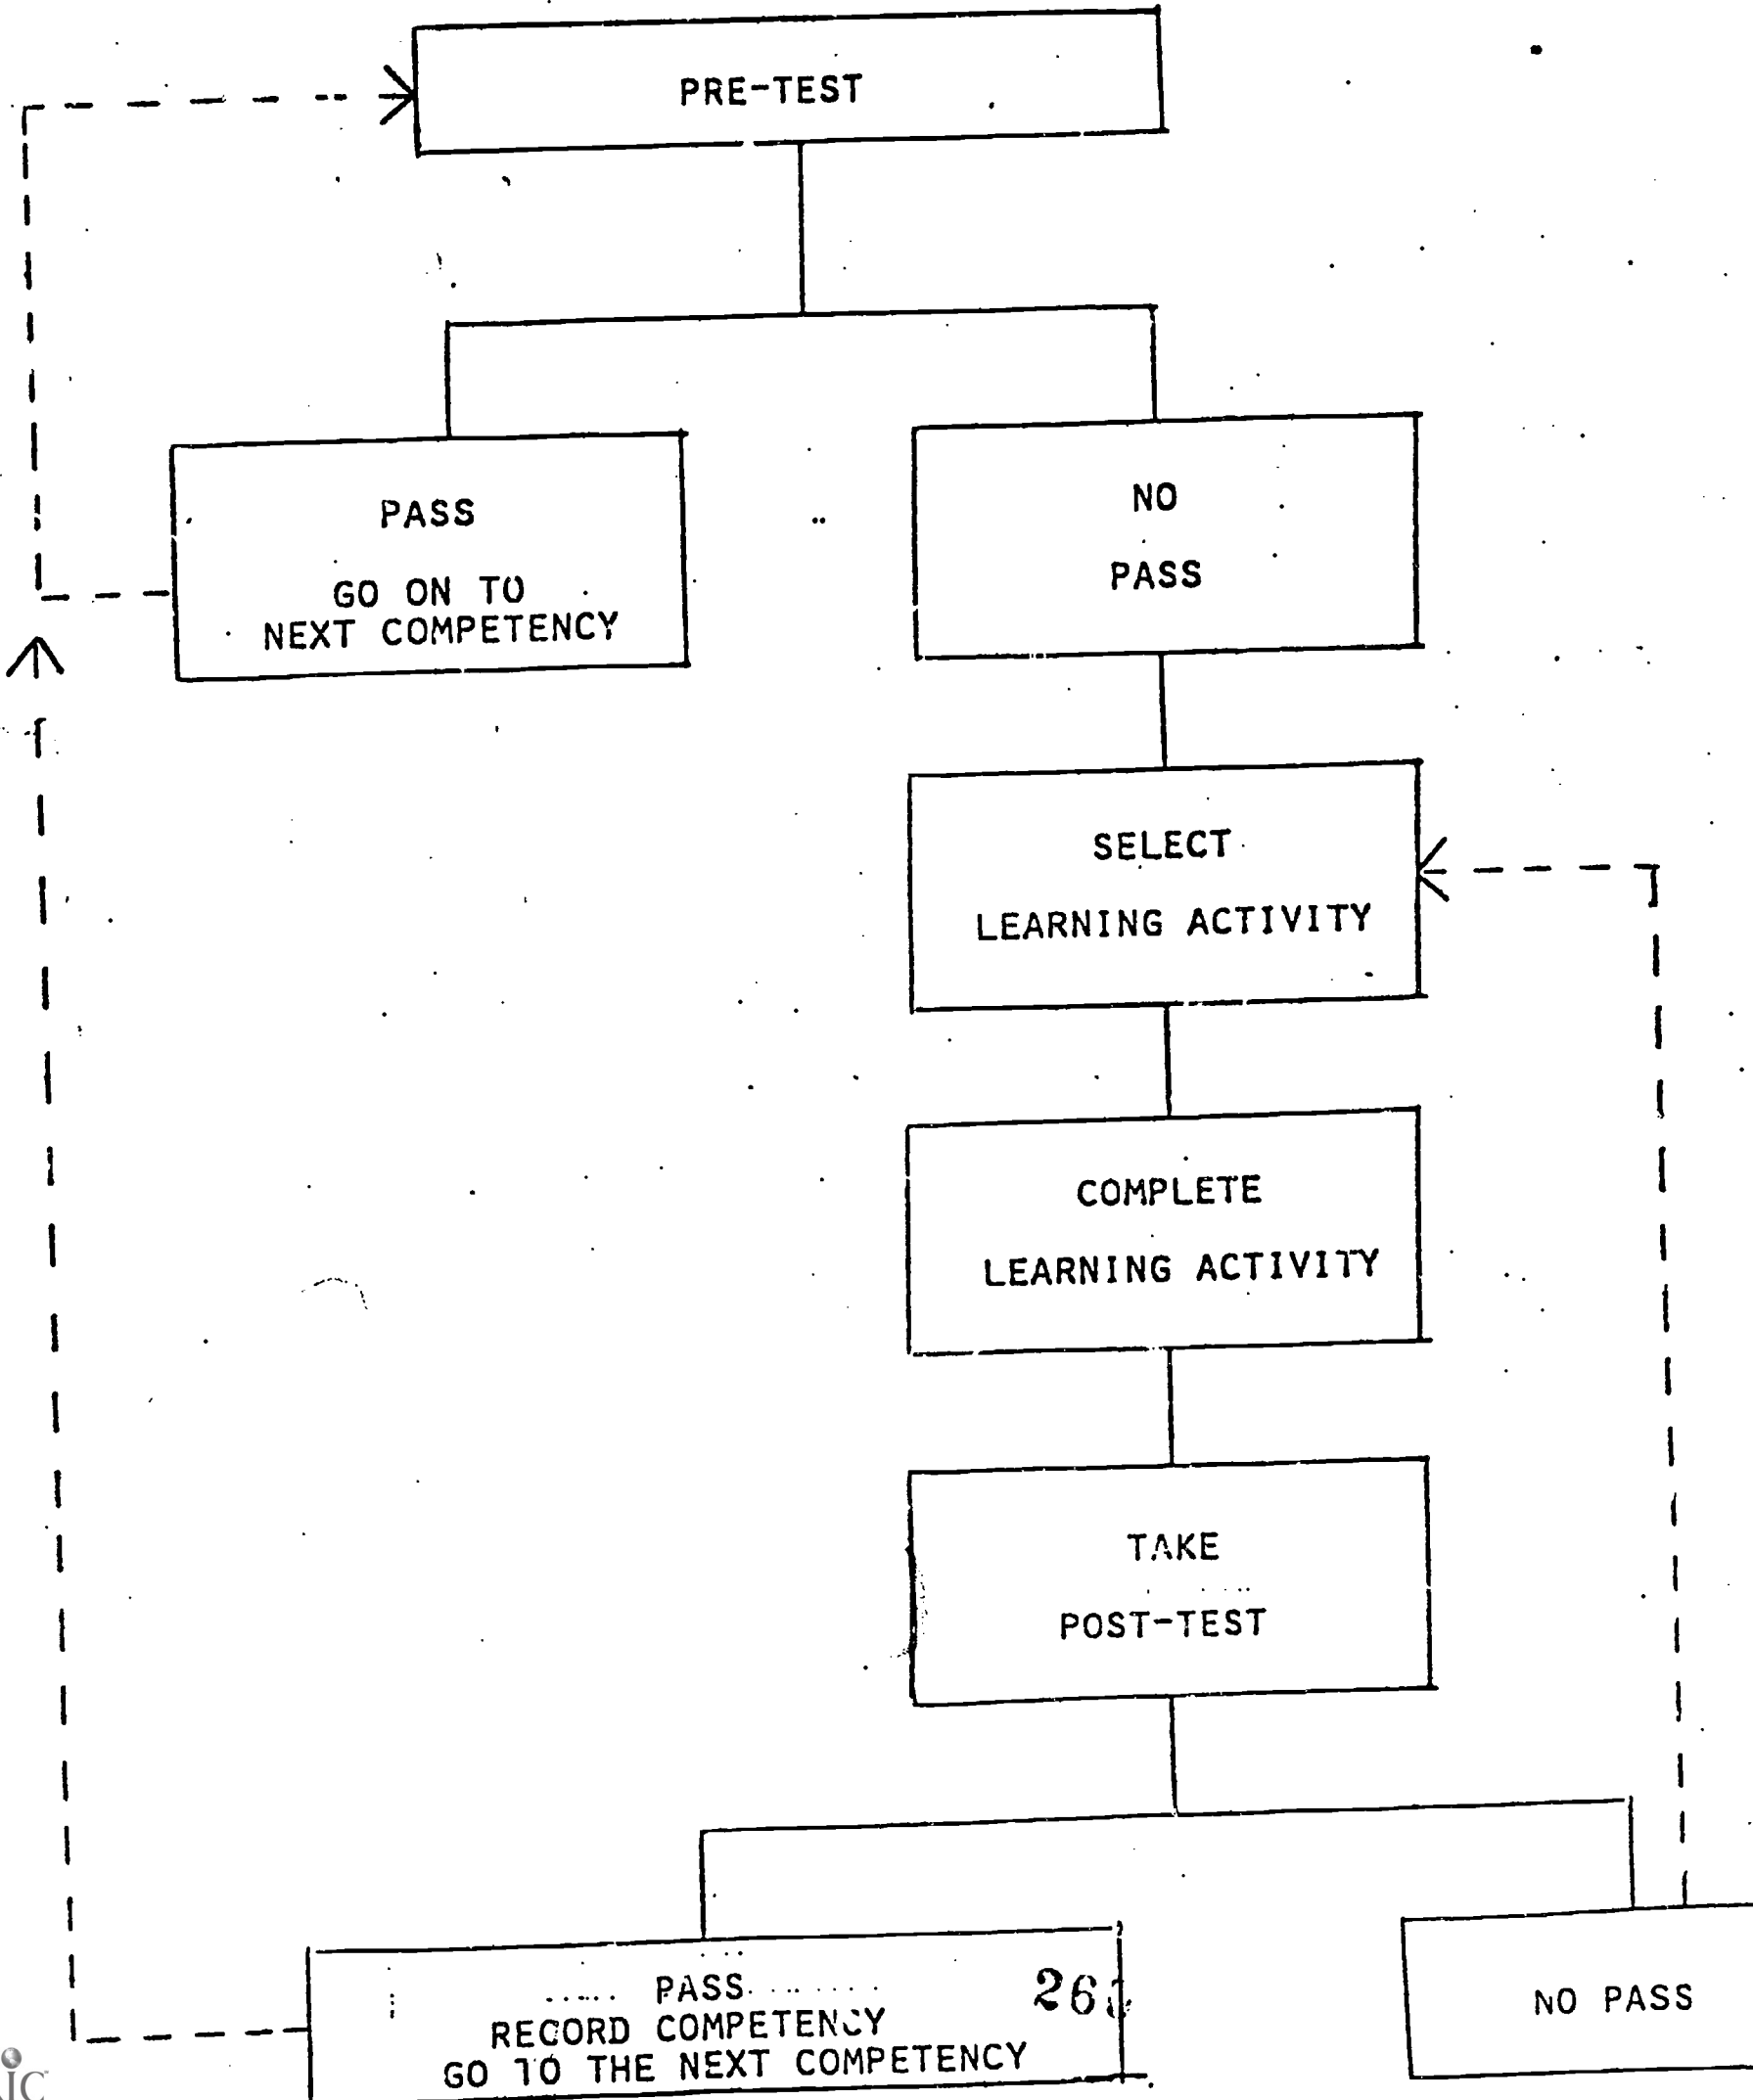 PRE-TEST
PASS
GO ON TO
NEXT COMPETENCY
NO
PASS
SELECT
LEARNING ACTIVITY
COMPLETE
LEARNING ACTIVITY
TAKE
POST-TEST
PASS
RECORD COMPETENCY
GO TO THE NEXT COMPETENCY
NO PASS